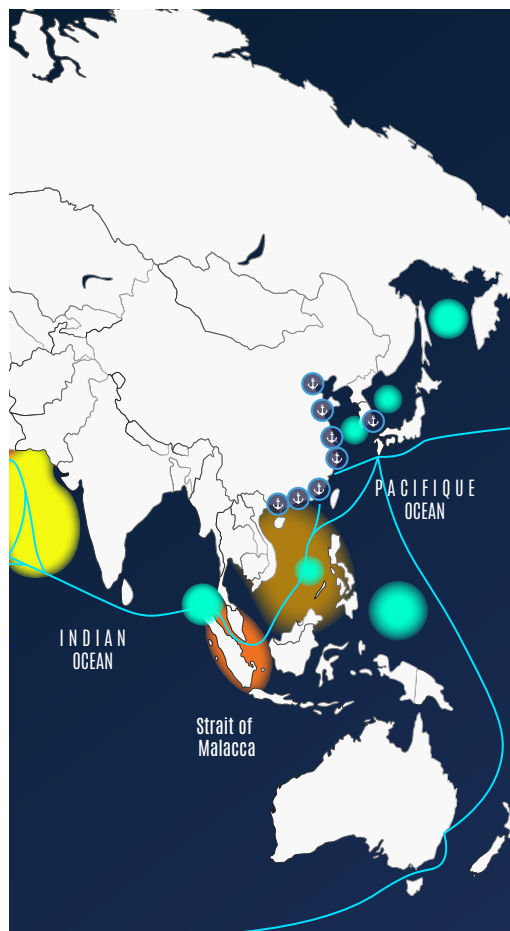 PACIFIQUE
OCEAN
INDIAN
OCEAN
Strait of
Malacca